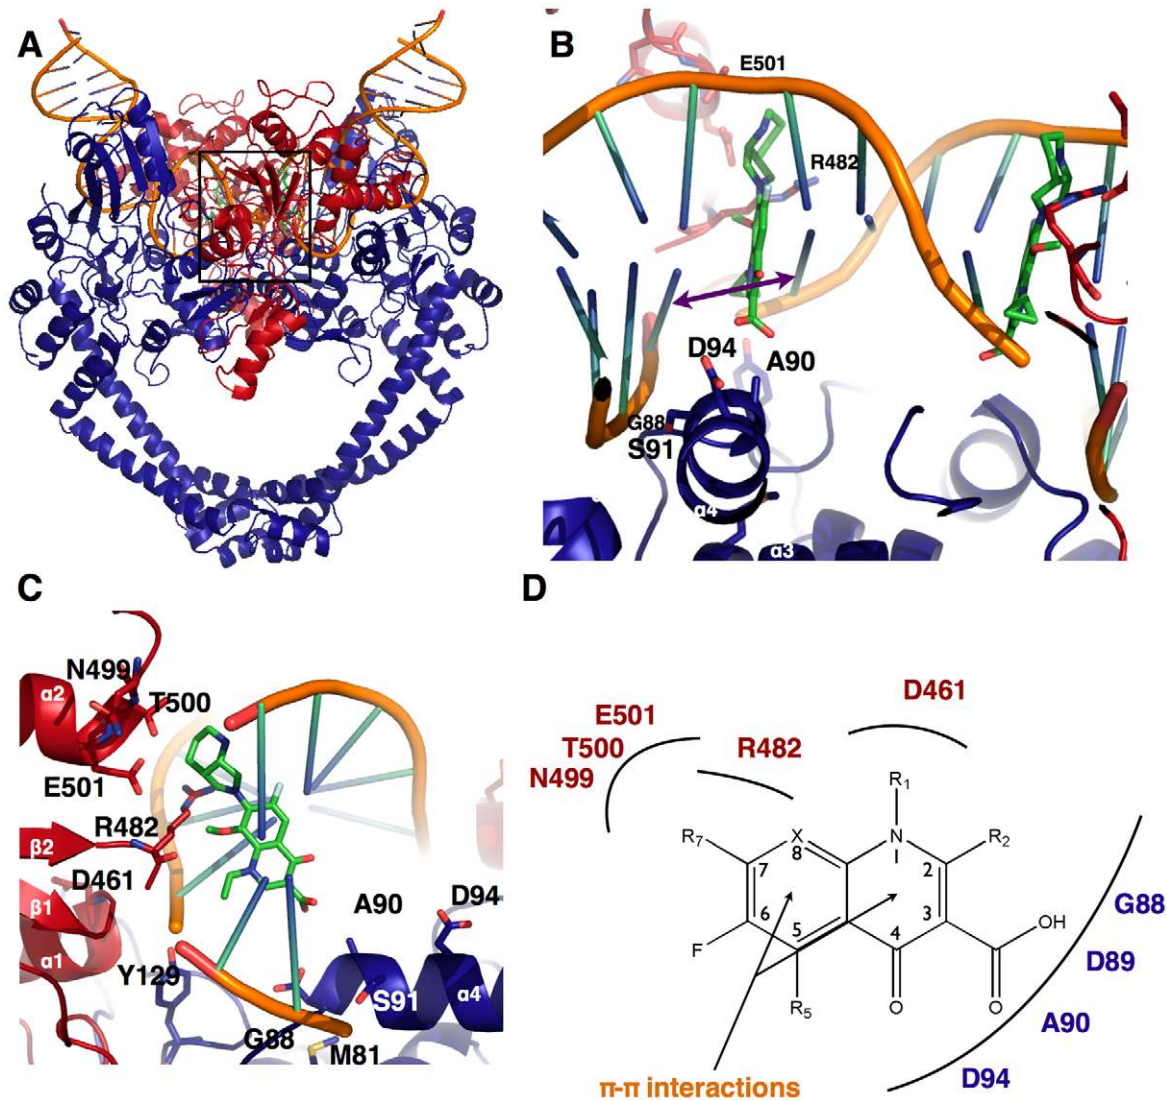 A
B
E501
R482
D94
A90
G88
S91
α4
α3
C
N499
α2
T500
E501
R482
β2
D461
β1
α1
Y129
A90
D94
S91
α4
G88
M81
D
D461
E501
T500
R482
N499
R1
R7
X
N
R2
8
I
7
2
6
3
5
4
OH
F
R5
O
O
G88
D89
A90
D94
π-π interactions